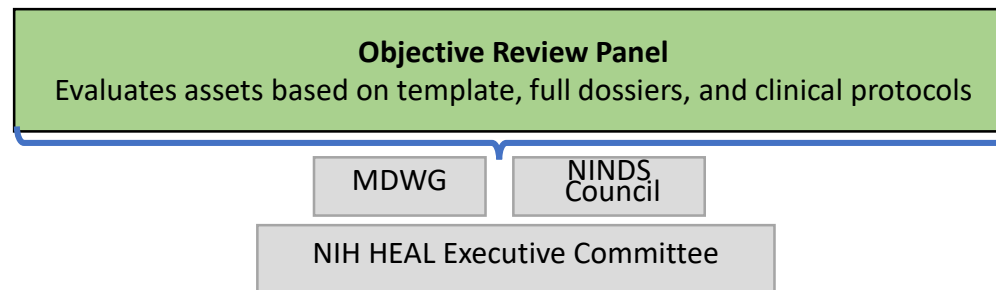 Objective Review Panel
Evaluates assets based on template, full dossiers, and clinical protocols
MDWG
NINDS
Council
NIH HEAL Executive Committee